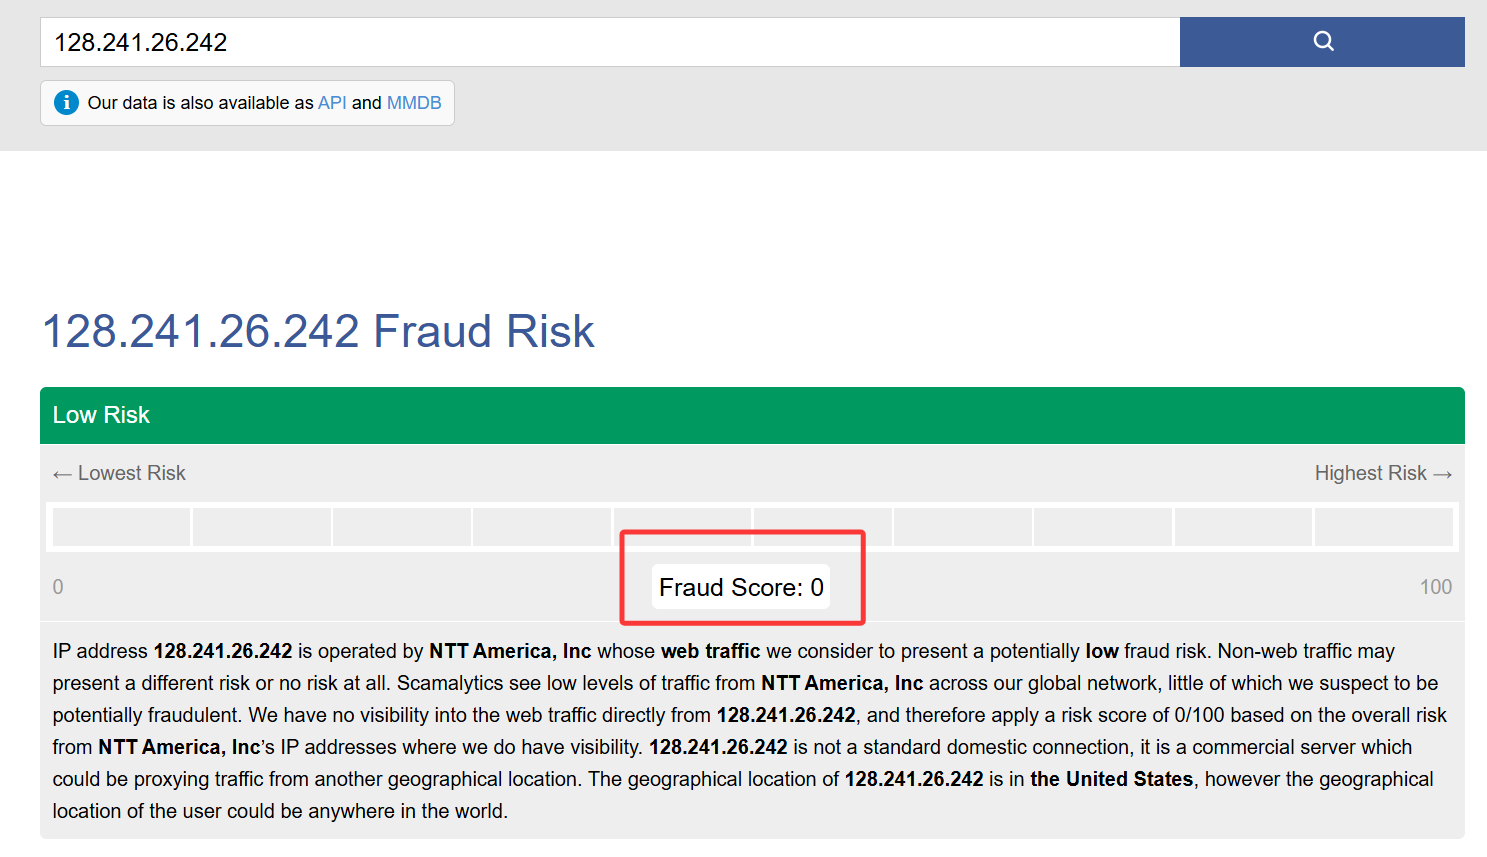 128.241.26.242
Our data is also available as API and MMDB
128.241.26.242 Fraud Risk
Low Risk
← Lowest Risk
Highest Risk →
0
Fraud Score: 0
100
IP address 128.241.26.242 is operated by NTT America, Inc whose web traffic we consider to present a potentially low fraud risk. Non-web traffic may
present a different risk or no risk at all. Scamalytics see low levels of traffic from NTT America, Inc across our global network, little of which we suspect to be
potentially fraudulent. We have no visibility into the web traffic directly from 128.241.26.242, and therefore apply a risk score of 0/100 based on the overall risk
from NTT America, Inc’s IP addresses where we do have visibility. 128.241.26.242 is not a standard domestic connection, it is a commercial server which
could be proxying traffic from another geographical location. The geographical location of 128.241.26.242 is in the United States, however the geographical
location of the user could be anywhere in the world.